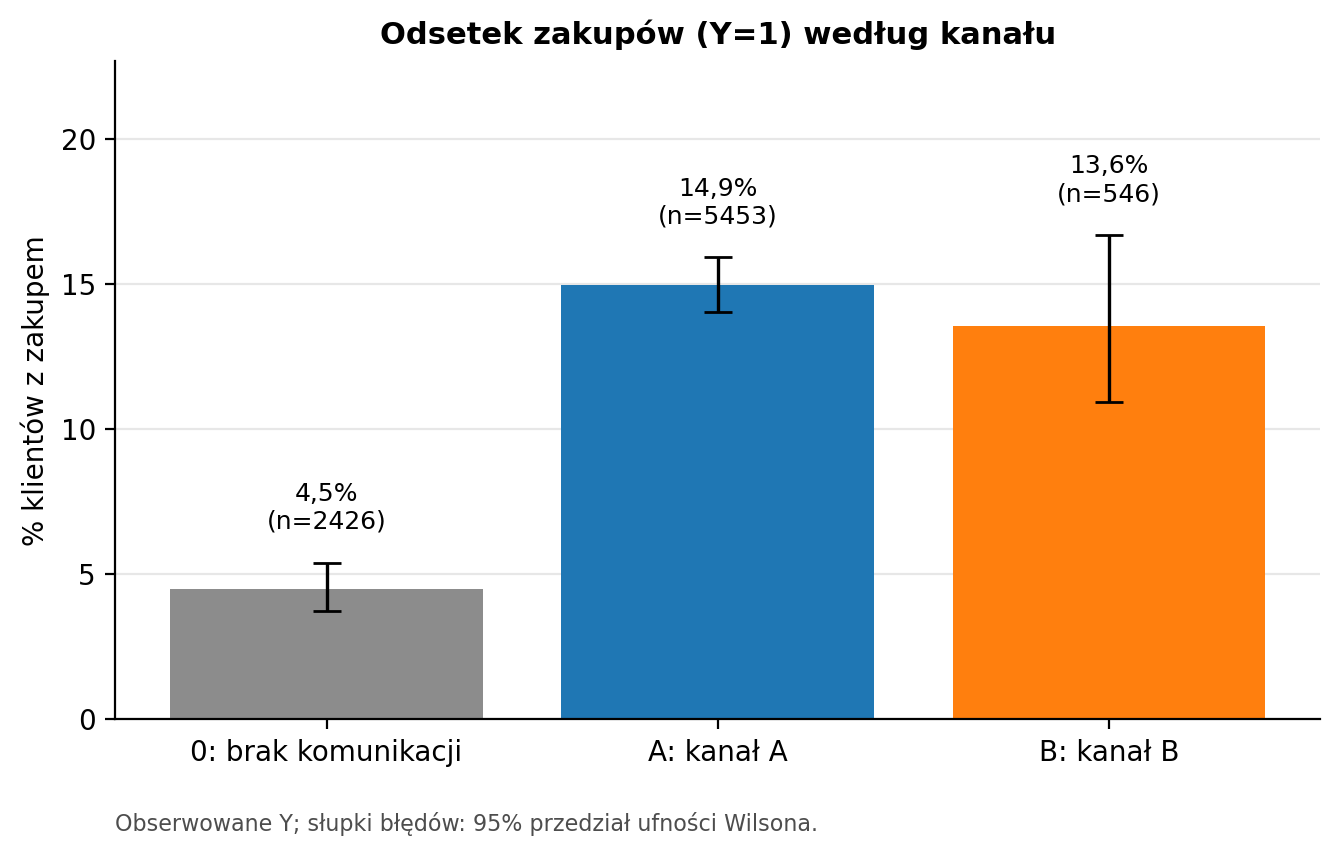 Odsetek zakupów (Y=1) według kanału
% klientów z zakupem
20
15
10
5
0
4,5%
(n=2426)
14,9%
(n=5453)
13,6%
(n=546)
0: brak komunikacji
A: kanał A
B: kanał B
Obserwowane Y; słupki błędów: 95% przedział ufności Wilsona.